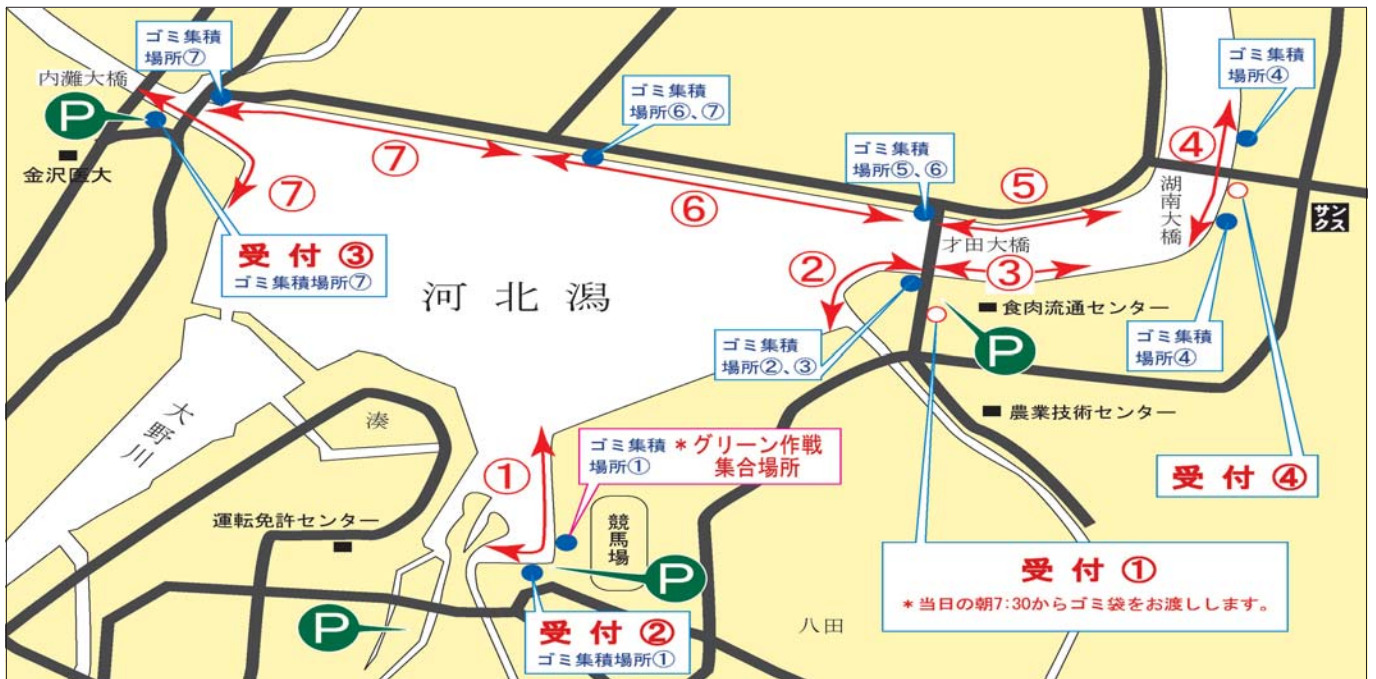 ゴミ集積
場所⑦
内灘大橋
P
金沢医大
⑦
⑦
受付③
ゴミ集積場所⑦
ゴミ集積
場所⑥、⑦
⑥
ゴミ集積
場所⑤、⑥
⑤
④
ゴミ集積
場所④
湖南大橋
サン
クス
才田大橋
②
③
河北潟
食肉流通センター
P
ゴミ集積
場所②、③
ゴミ集積
場所④
農業技術センター
受付④
大野川
湊
①
ゴミ集積
場所①
*グリーン作戦
集合場所
運転免許センター
競馬場
P
P
受付②
ゴミ集積場所①
八田
受付①
*当日の朝7:30からゴミ袋をお渡しします。